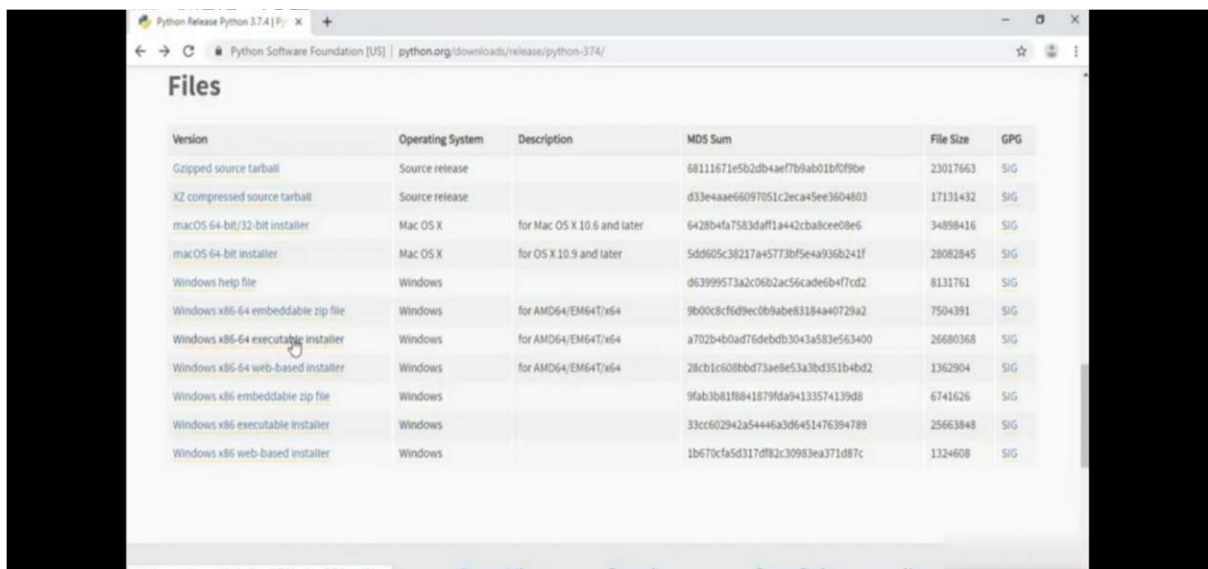 Python Release Python 3.7.4 | Py
Python Software Foundation [US] | python.org/downloads/release/python-374/
Files
Version Operating System Description MD5 Sum File Size GPG
Gzipped source tarball Source release 68111671e5b2db4aef7b9ab01bf0f9be 23017663 SIG
XZ compressed source tarball Source release d33e4aae66097051c2eca45ee3604803 17131432 SIG
macOS 64-bit/32-bit installer Mac OS X for Mac OS X 10.6 and later 6428b4fa7583daff1a442cba8cee08e6 34898416 SIG
macOS 64-bit installer Mac OS X for OS X 10.9 and later 5dd605c38217a45773bf5e4a936b241f 28082845 SIG
Windows help file Windows d63999573a2c06b2ac56cade6b4f7cd2 8131761 SIG
Windows x86-64 embeddable zip file Windows for AMD64/EM64T/x64 9b00c8cf6d9ec0b9abe83184a40729a2 7504391 SIG
Windows x86-64 executable installer Windows for AMD64/EM64T/x64 a702b4b0ad76debdb3043a583e563400 26680368 SIG
Windows x86-64 web-based installer Windows for AMD64/EM64T/x64 28cb1c608bbd73ae8e53a3bd351b4bd2 1362904 SIG
Windows x86 embeddable zip file Windows 9fab3b81f8841879fda94133574139d8 6741626 SIG
Windows x86 executable installer Windows 33cc602942a54446a3d6451476394789 25663848 SIG
Windows x86 web-based installer Windows 1b670cfa5d317df82c30983ea371d87c 1324608 SIG